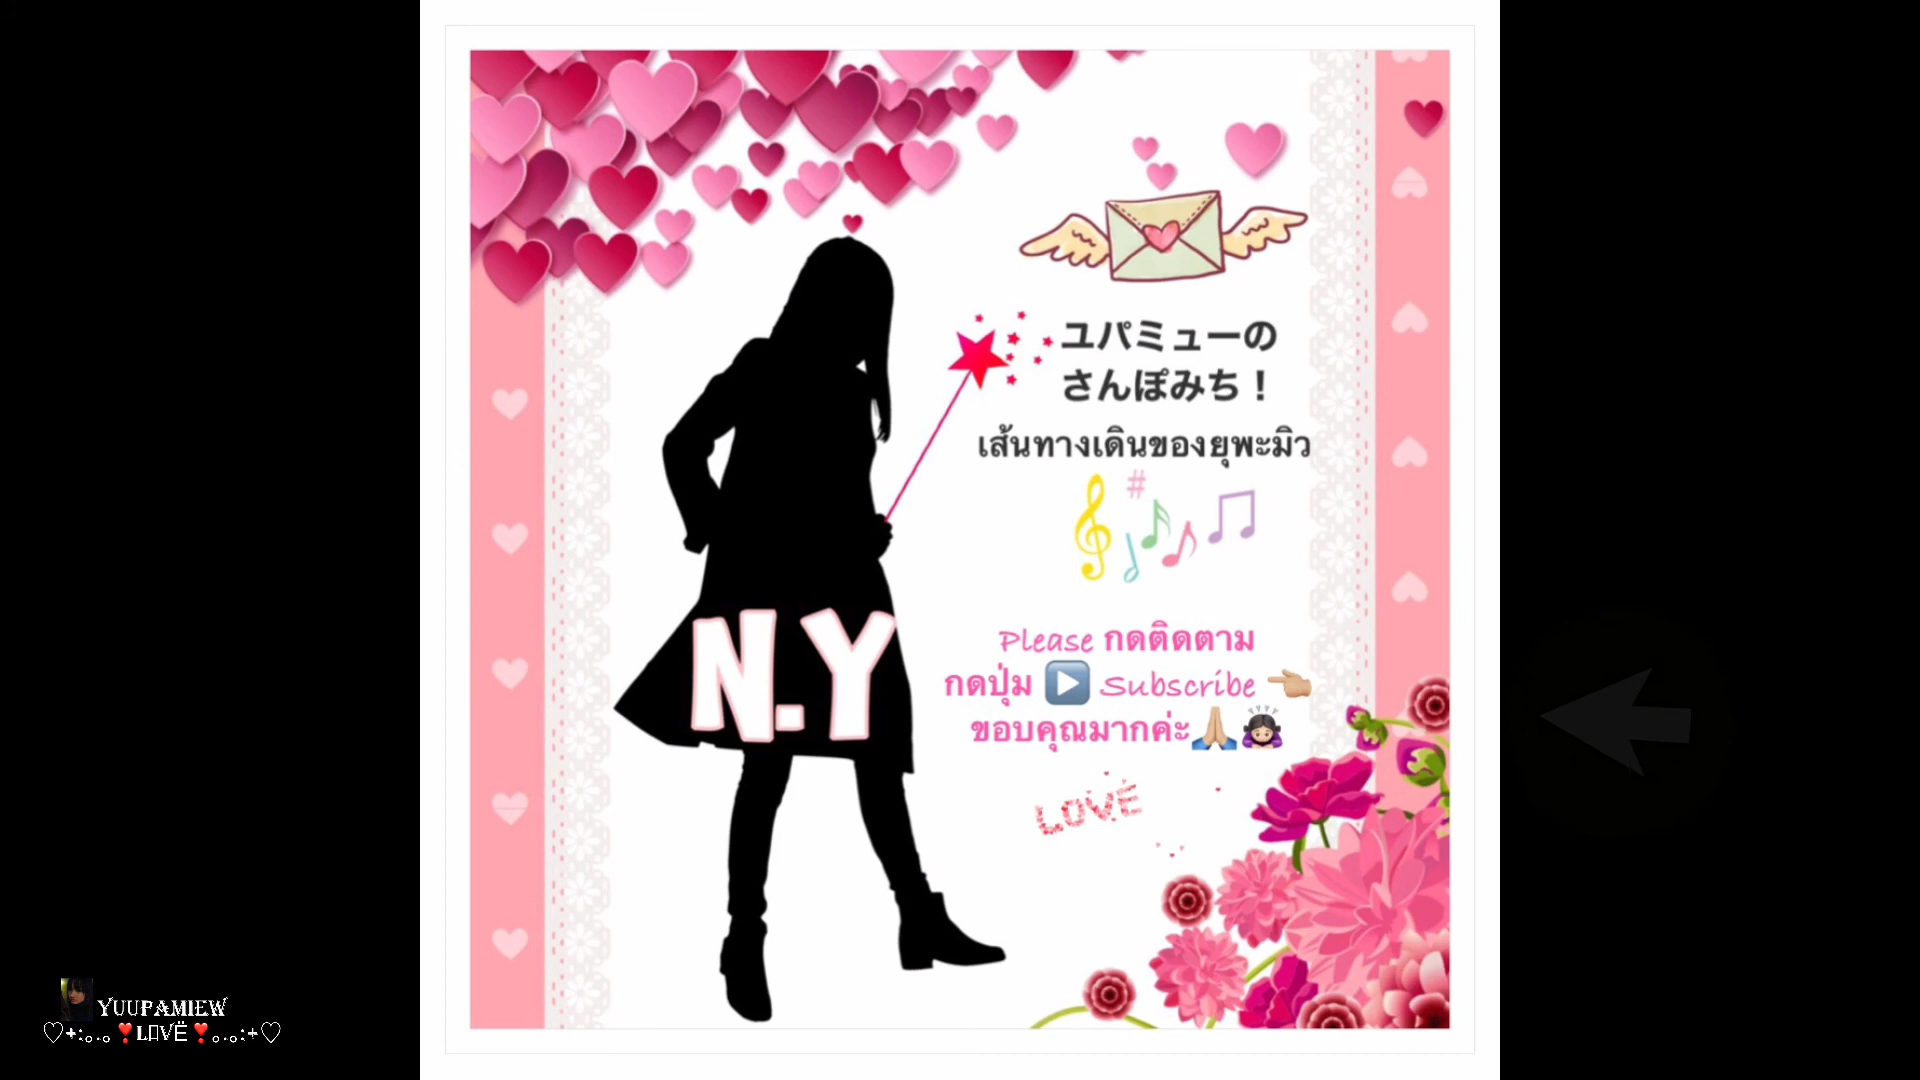 ユパミューの
さんぽみち！
เส้นทางเดินของยุพะมิว
N.Y
Please กดติดตาม
กดปุ่ม ▶️ Subscribe 👈🏼
ขอบคุณมากค่ะ🙏🏼🙇🏻‍♀️
LOVE
YUUPAMIEW
♡+:｡.｡❣️LOVË❣️｡.｡:+♡